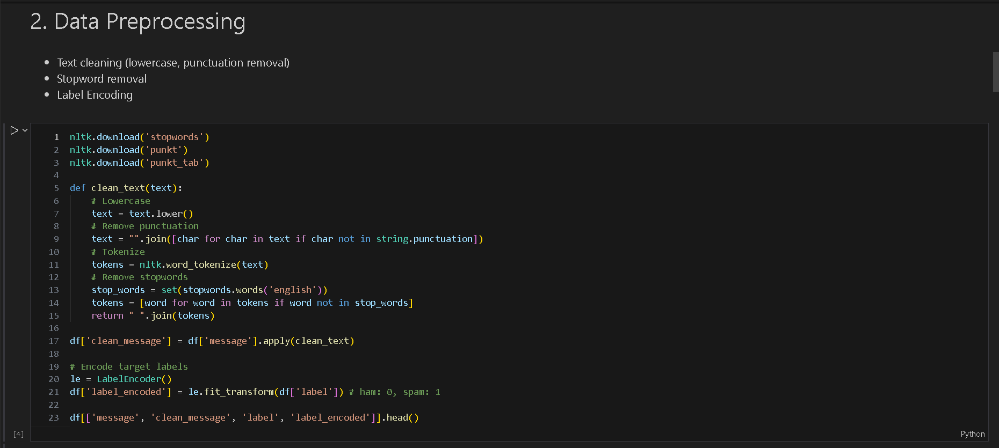 2. Data Preprocessing
• Text cleaning (lowercase, punctuation removal)
• Stopword removal
• Label Encoding
1 nltk.download('stopwords')
2 nltk.download('punkt')
3 nltk.download('punkt_tab')
4
5 def clean_text(text):
6     # Lowercase
7     text = text.lower()
8     # Remove punctuation
9     text = "".join([char for char in text if char not in string.punctuation])
10     # Tokenize
11     tokens = nltk.word_tokenize(text)
12     # Remove stopwords
13     stop_words = set(stopwords.words('english'))
14     tokens = [word for word in tokens if word not in stop_words]
15     return " ".join(tokens)
16
17 df['clean_message'] = df['message'].apply(clean_text)
18
19 # Encode target labels
20 le = LabelEncoder()
21 df['label_encoded'] = le.fit_transform(df['label']) # ham: 0, spam: 1
22
23 df[['message', 'clean_message', 'label', 'label_encoded']].head()
[4]
Python